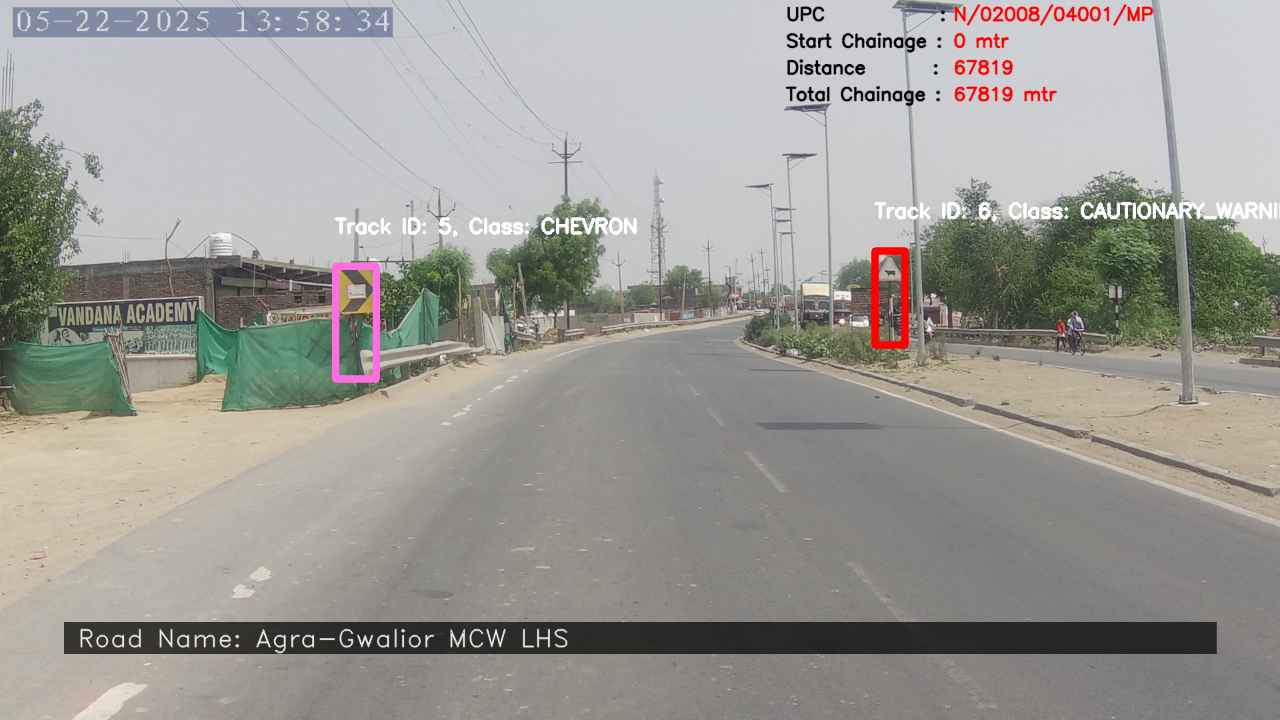 05-22-2025 13:58:34
UPC : N/02008/04001/MP
Start Chainage : 0 mtr
Distance : 67819
Total Chainage : 67819 mtr
Track ID: 5, Class: CHEVRON
Track ID: 6, Class: CAUTIONARY_WARNI
VANDANA ACADEMY
Road Name: Agra-Gwalior MCW LHS